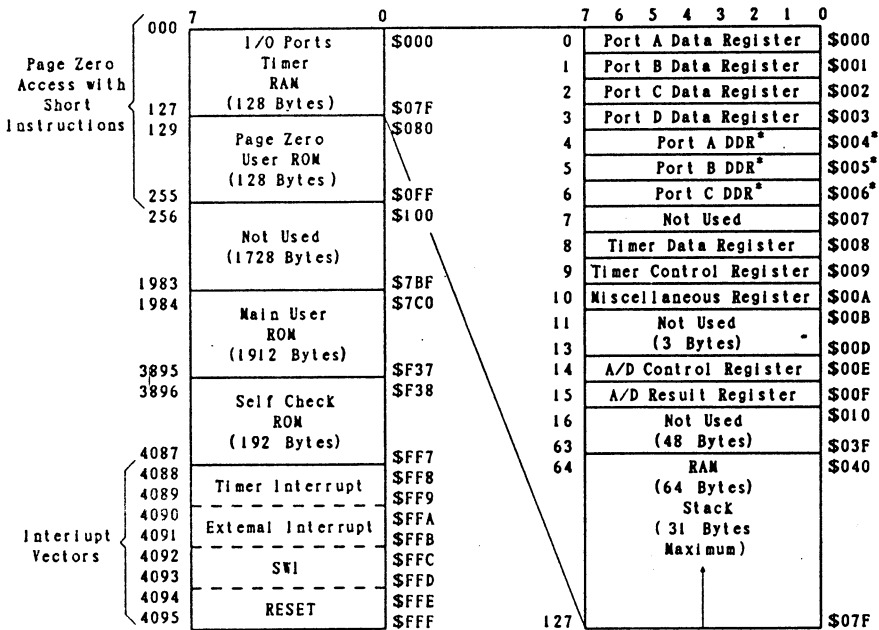 7 0
000 I/O Ports $000
Timer
RAM
(128 Bytes)
127 $07F
129 $080
Page Zero
User ROM
(128 Bytes)
255 $0FF
256 $100
Not Used
(1728 Bytes)
1983 $7BF
1984 $7C0
Main User
ROM
(1912 Bytes)
3895 $F37
3896 $F38
Self Check
ROM
(192 Bytes)
4087 $FF7
4088 $FF8
Timer Interrupt
4089 $FF9
4090 $FFA
Extemal Interrupt
4091 $FFB
4092 $FFC
SWI
4093 $FFD
4094 $FFE
RESET
4095 $FFF
Page Zero
Access with
Short
Instructions
Interiupt
Vectors
7 6 5 4 3 2 1 0
0 Port A Data Register $000
1 Port B Data Register $001
2 Port C Data Register $002
3 Port D Data Register $003
4 Port A DDR* $004*
5 Port B DDR* $005*
6 Port C DDR* $006*
7 Not Used $007
8 Timer Data Register $008
9 Timer Control Register $009
10 Miscellaneous Register $00A
11 Not Used $00B
(3 Bytes)
13 $00D
14 A/D Control Register $00E
15 A/D Result Register $00F
16 Not Used $010
(48 Bytes)
63 $03F
64 RAM $040
(64 Bytes)
Stack
(31 Bytes
Maximum)
127 $07F